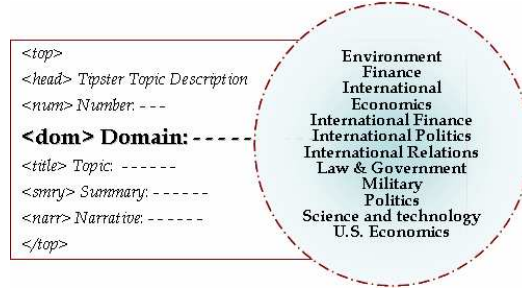 <top>
<head> Tipster Topic Description
<num> Number: - - -
<dom> Domain: - - - - - -
<title> Topic: - - - - - -
<smry> Summary: - - - - - -
<narr> Narrative: - - - - - -
</top>
Environment
Finance
International
Economics
International Finance
International Politics
International Relations
Law & Government
Military
Politics
Science and technology
U.S. Economics